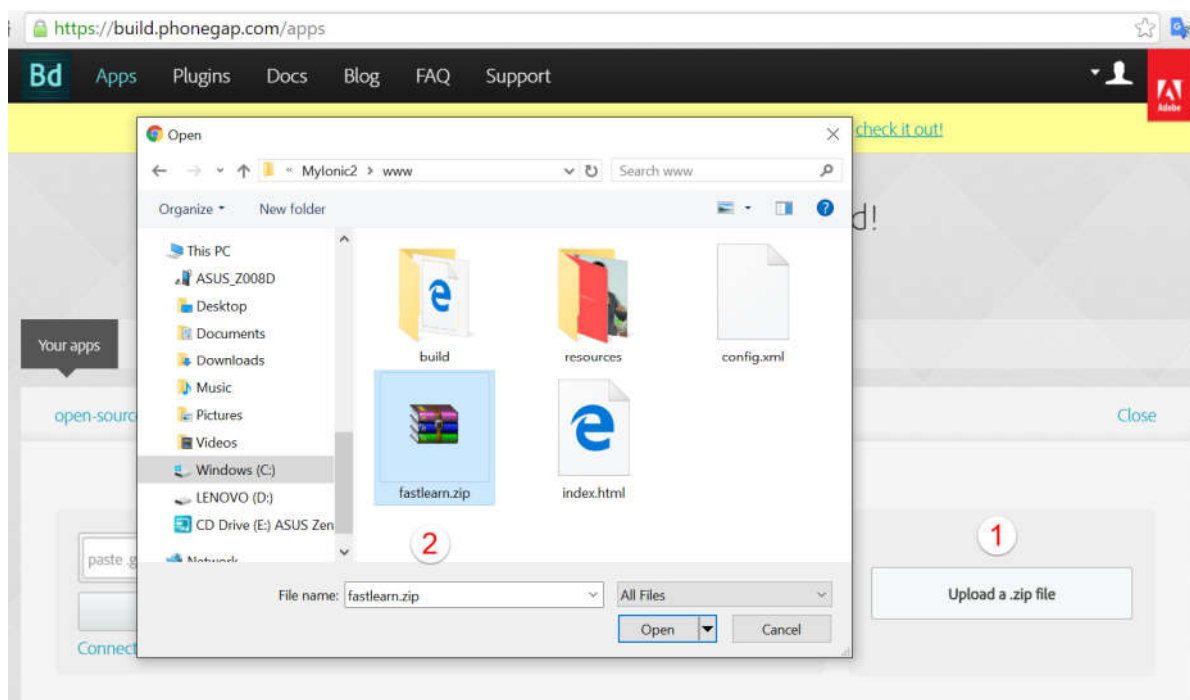 https://build.phonegap.com/apps
Bd Apps Plugins Docs Blog FAQ Support
Adobe
check it out!
Open
« MyIonic2 > www
Search www
Organize
New folder
d!
This PC
ASUS_Z008D
Desktop
Documents
Downloads
Music
Pictures
Videos
Windows (C:)
LENOVO (D:)
CD Drive (E:) ASUS Zen
Network
build
resources
config.xml
fastlearn.zip
index.html
Your apps
open-sourc
Close
2
1
paste .g
Upload a .zip file
File name: fastlearn.zip
All Files
Open
Cancel
Connect